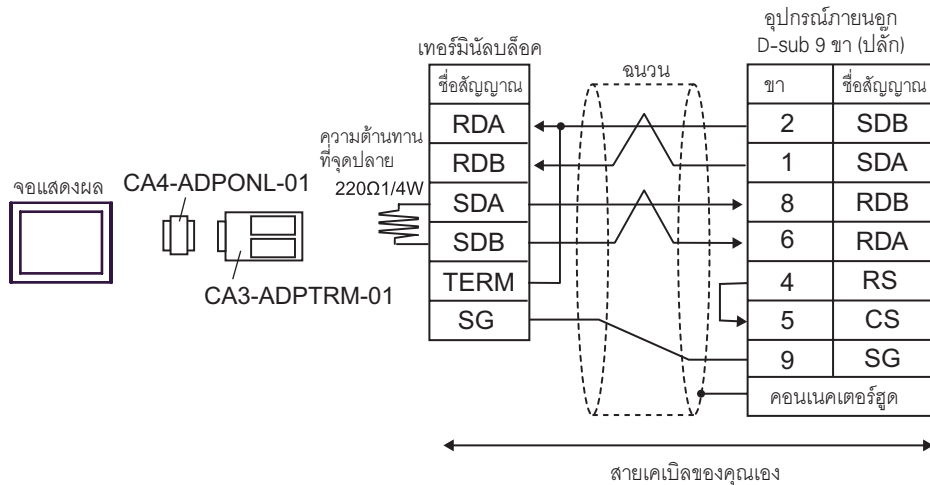 อุปกรณ์ภายนอก
D-sub 9 ขา (ปลั๊ก)
เทอร์มินัลบล็อค
ฉนวน
ชื่อสัญญาณ
ขา
ชื่อสัญญาณ
RDA
2
SDB
ความต้านทาน
ที่จุดปลาย
220Ω1/4W
RDB
1
SDA
จอแสดงผล
CA4-ADPONL-01
SDA
8
RDB
SDB
6
RDA
CA3-ADPTRM-01
TERM
4
RS
SG
5
CS
9
SG
คอนเนคเตอร์ฮูด
สายเคเบิลของคุณเอง